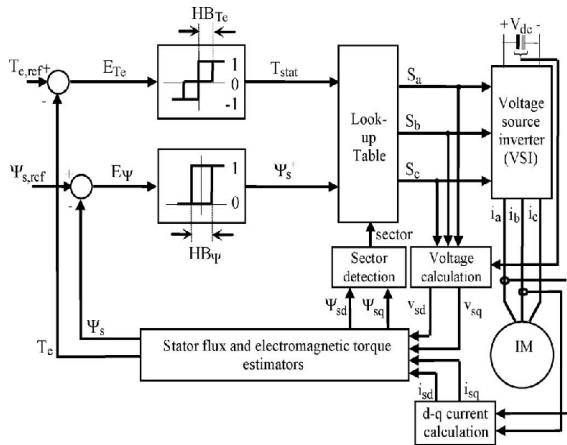 HB_Te
+V_dc -
T_e,ref +
-
E_Te
1
0
-1
T_stat
S_a
S_b
S_c
Look-
up
Table
Voltage
source
inverter
(VSI)
Ψ_s,ref
-
E_Ψ
1
0
Ψ_s
HB_Ψ
i_a i_b i_c
sector
Sector
detection
Voltage
calculation
Ψ_sd Ψ_sq
v_sd v_sq
Ψ_s
T_e
Stator flux and electromagnetic torque
estimators
IM
i_sd i_sq
d-q current
calculation